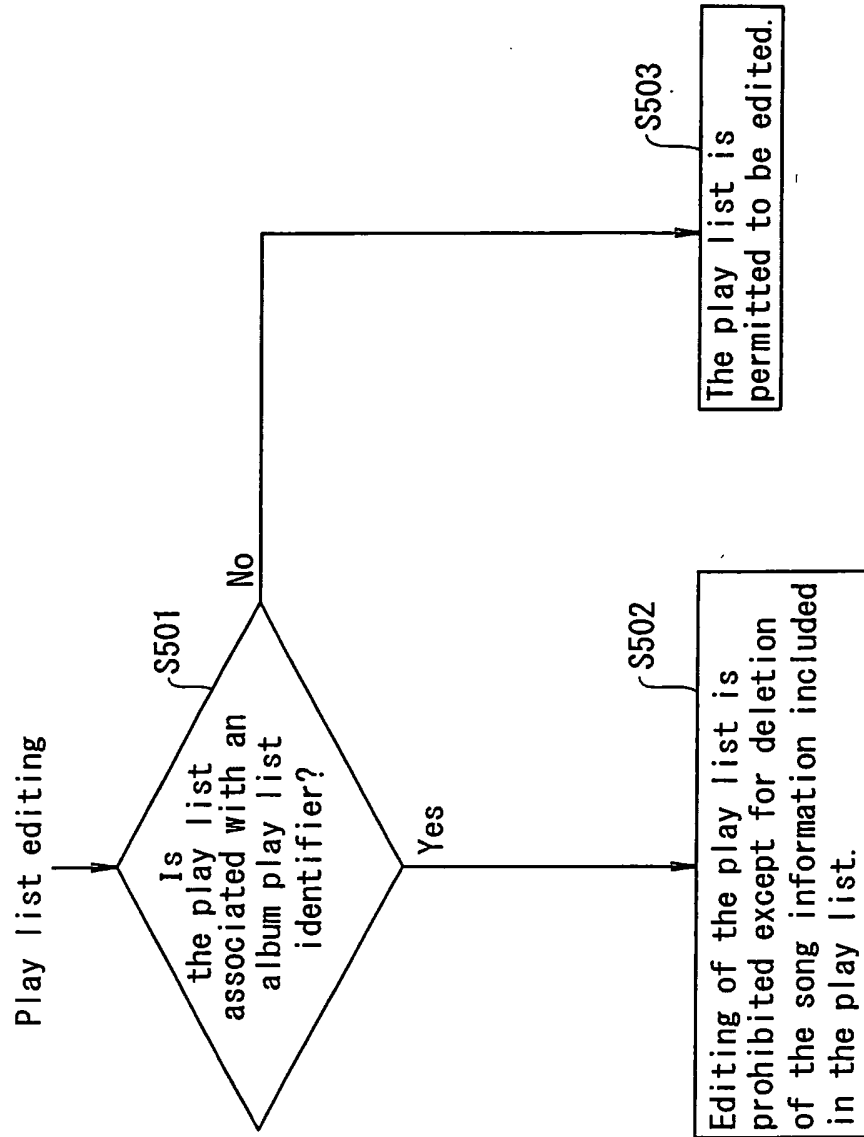 Play list editing
S501
Is
the play list
associated with an
album play list
identifier?
No
Yes
S502
Editing of the play list is
prohibited except for deletion
of the song information included
in the play list.
S503
The play list is
permitted to be edited.